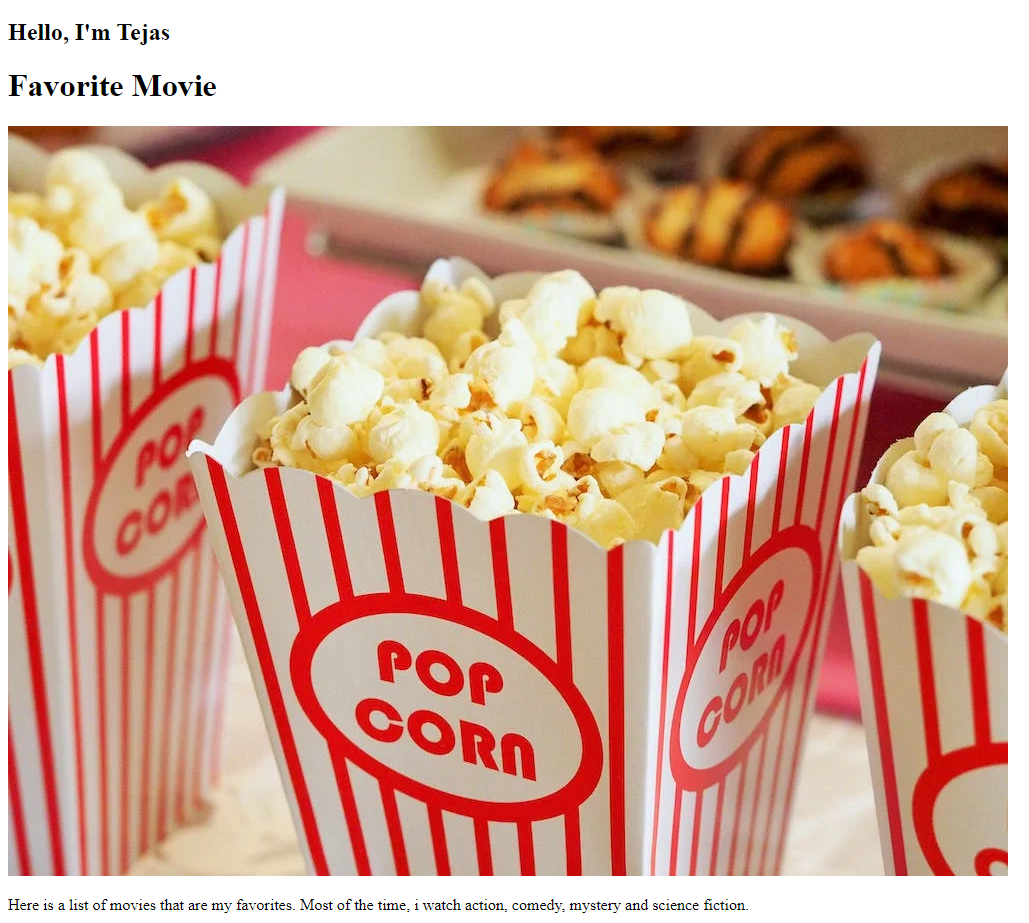 Hello, I'm Tejas
Favorite Movie
POP
CORN
POP
CORN
POP
CORN
Here is a list of movies that are my favorites. Most of the time, i watch action, comedy, mystery and science fiction.